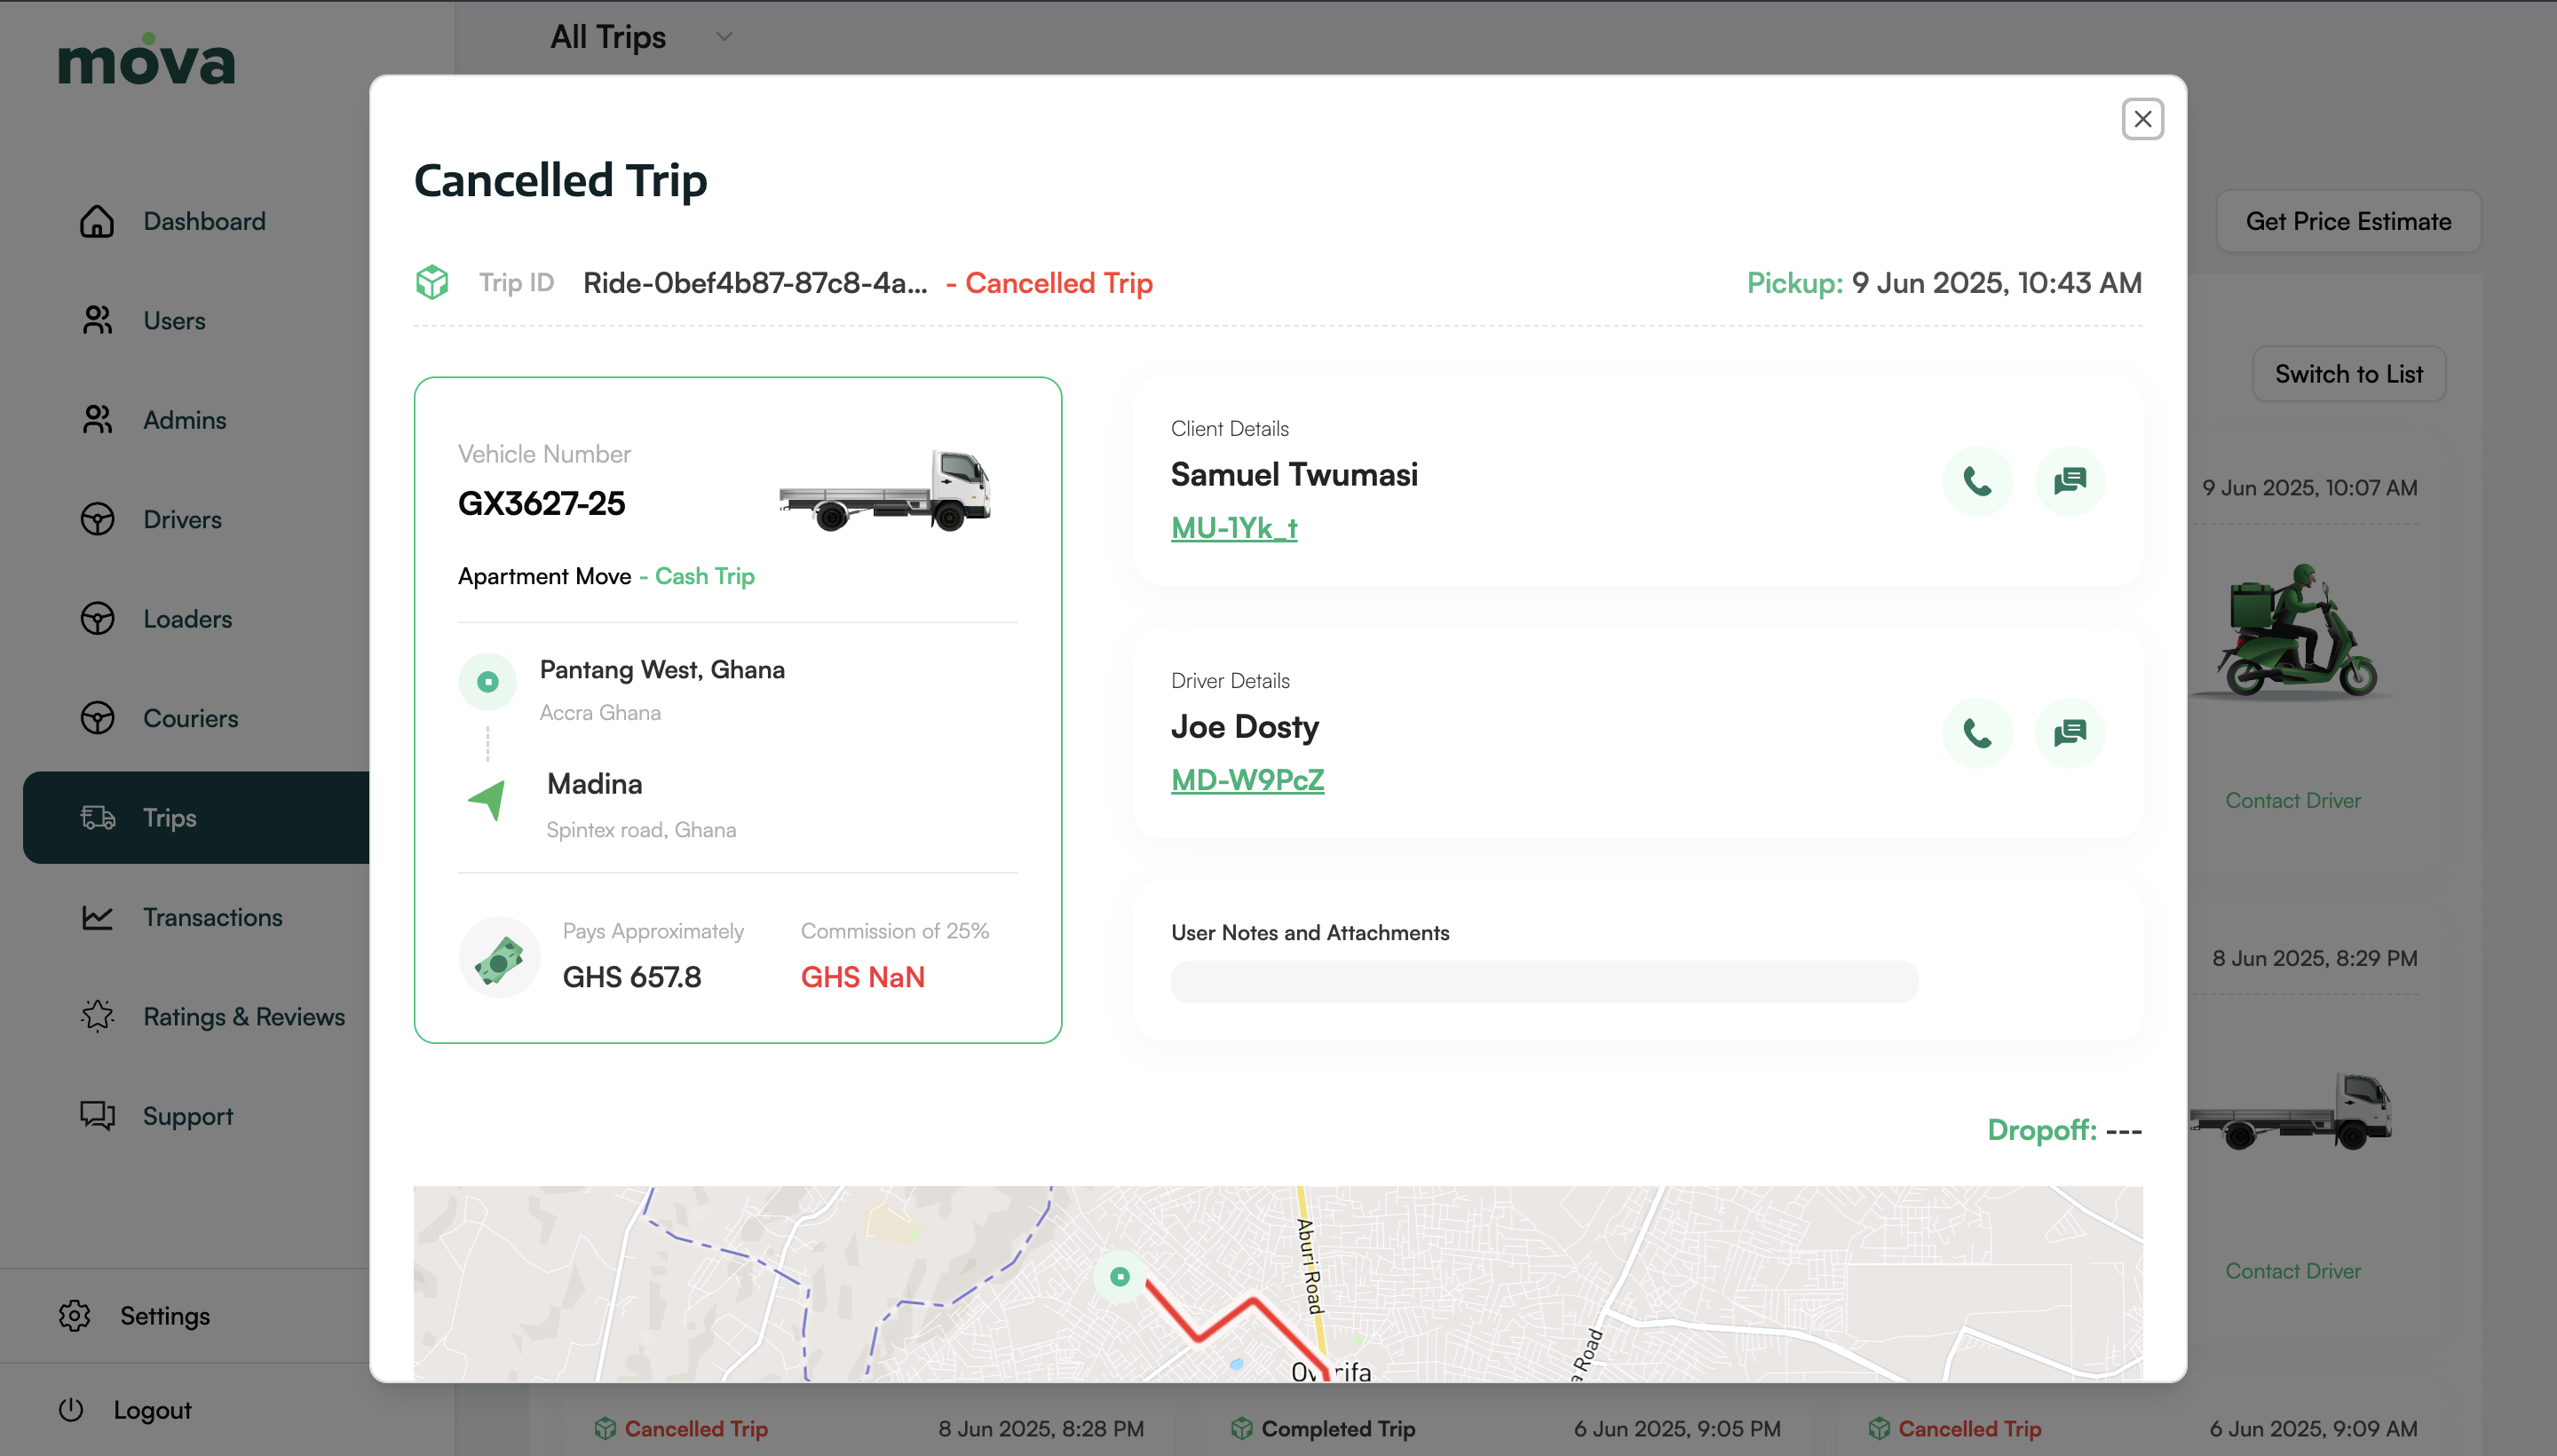 mova
All Trips
Dashboard
Users
Admins
Drivers
Loaders
Couriers
Trips
Transactions
Ratings & Reviews
Support
Settings
Logout
Get Price Estimate
Switch to List
Cancelled Trip
Trip ID Ride-0bef4b87-87c8-4a... - Cancelled Trip
Pickup: 9 Jun 2025, 10:43 AM
Vehicle Number
GX3627-25
Apartment Move - Cash Trip
Pantang West, Ghana
Accra Ghana
Madina
Spintex road, Ghana
Pays Approximately
GHS 657.8
Commission of 25%
GHS NaN
Client Details
Samuel Twumasi
MU-1Yk_t
Driver Details
Joe Dosty
MD-W9PcZ
User Notes and Attachments
Dropoff: ---
Aburi Road
a Road
9 Jun 2025, 10:07 AM
Contact Driver
8 Jun 2025, 8:29 PM
Contact Driver
Cancelled Trip 8 Jun 2025, 8:28 PM
Completed Trip 6 Jun 2025, 9:05 PM
Cancelled Trip 6 Jun 2025, 9:09 AM